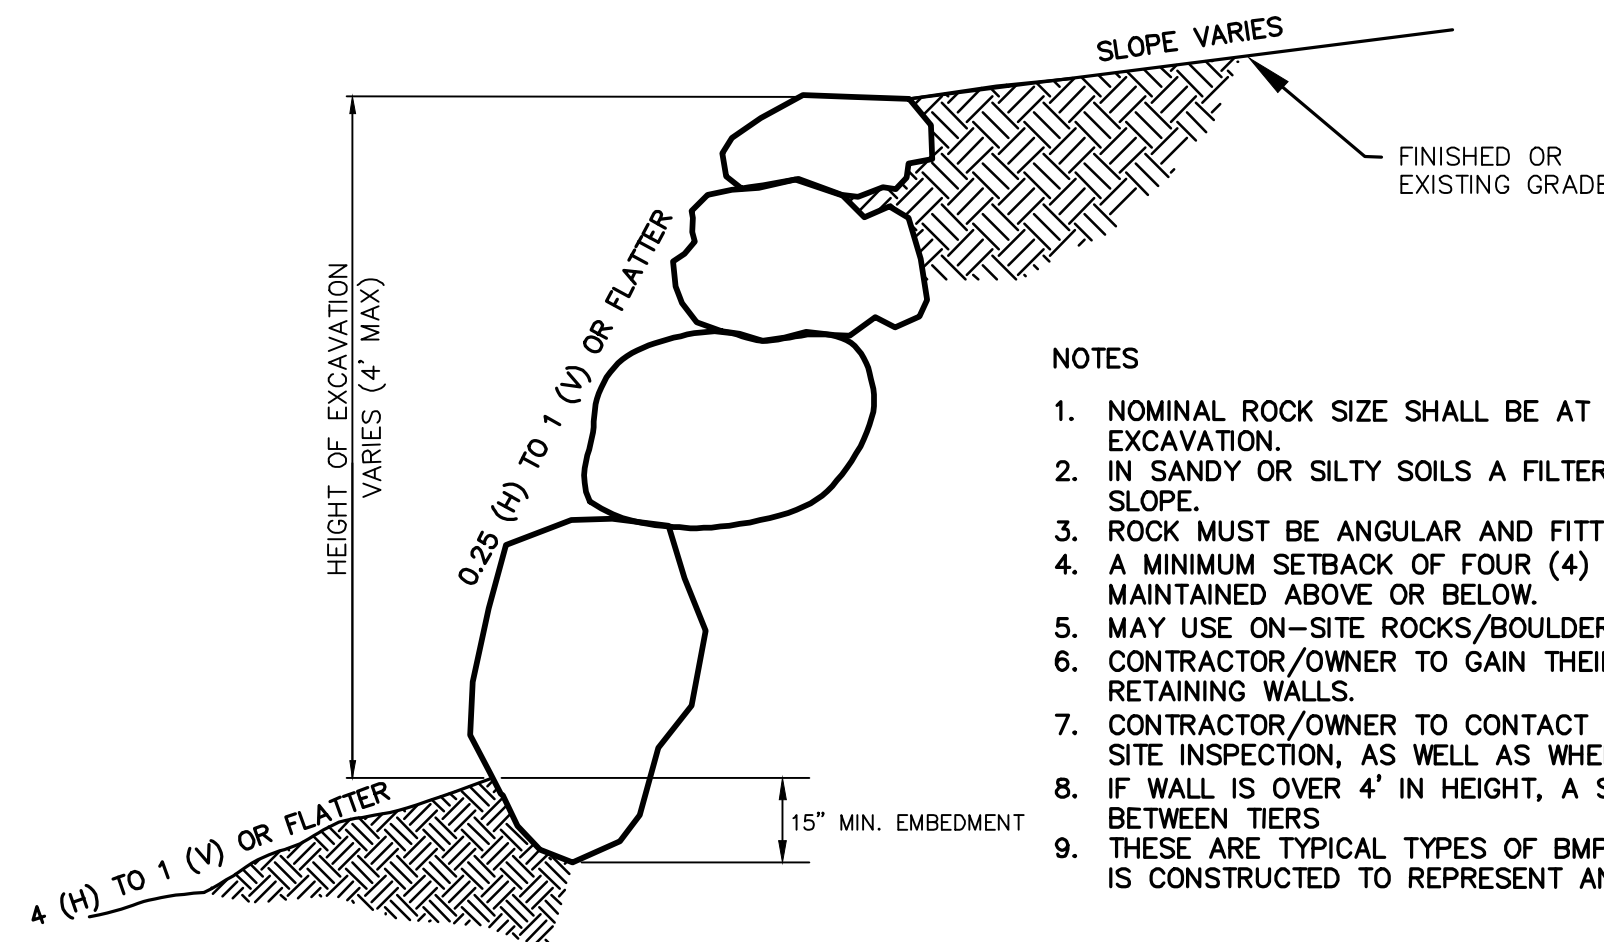 SLOPE VARIES
FINISHED OR
EXISTING GRADE
HEIGHT OF EXCAVATION
VARIES (4' MAX)
0.25 (H) TO 1 (V) OR FLATTER
4 (H) TO 1 (V) OR FLATTER
15" MIN. EMBEDMENT
NOTES
1. NOMINAL ROCK SIZE SHALL BE AT
EXCAVATION.
2. IN SANDY OR SILTY SOILS A FILTER
SLOPE.
3. ROCK MUST BE ANGULAR AND FITT
4. A MINIMUM SETBACK OF FOUR (4)
MAINTAINED ABOVE OR BELOW.
5. MAY USE ON-SITE ROCKS/BOULDER
6. CONTRACTOR/OWNER TO GAIN
RETAINING WALLS.
7. CONTRACTOR/OWNER TO CONTACT
SITE INSPECTION, AS WELL AS
8. IF WALL IS OVER 4' IN HEIGHT, A
BETWEEN TIERS
9. THESE ARE TYPICAL TYPES OF
IS CONSTRUCTED TO REPRESENT